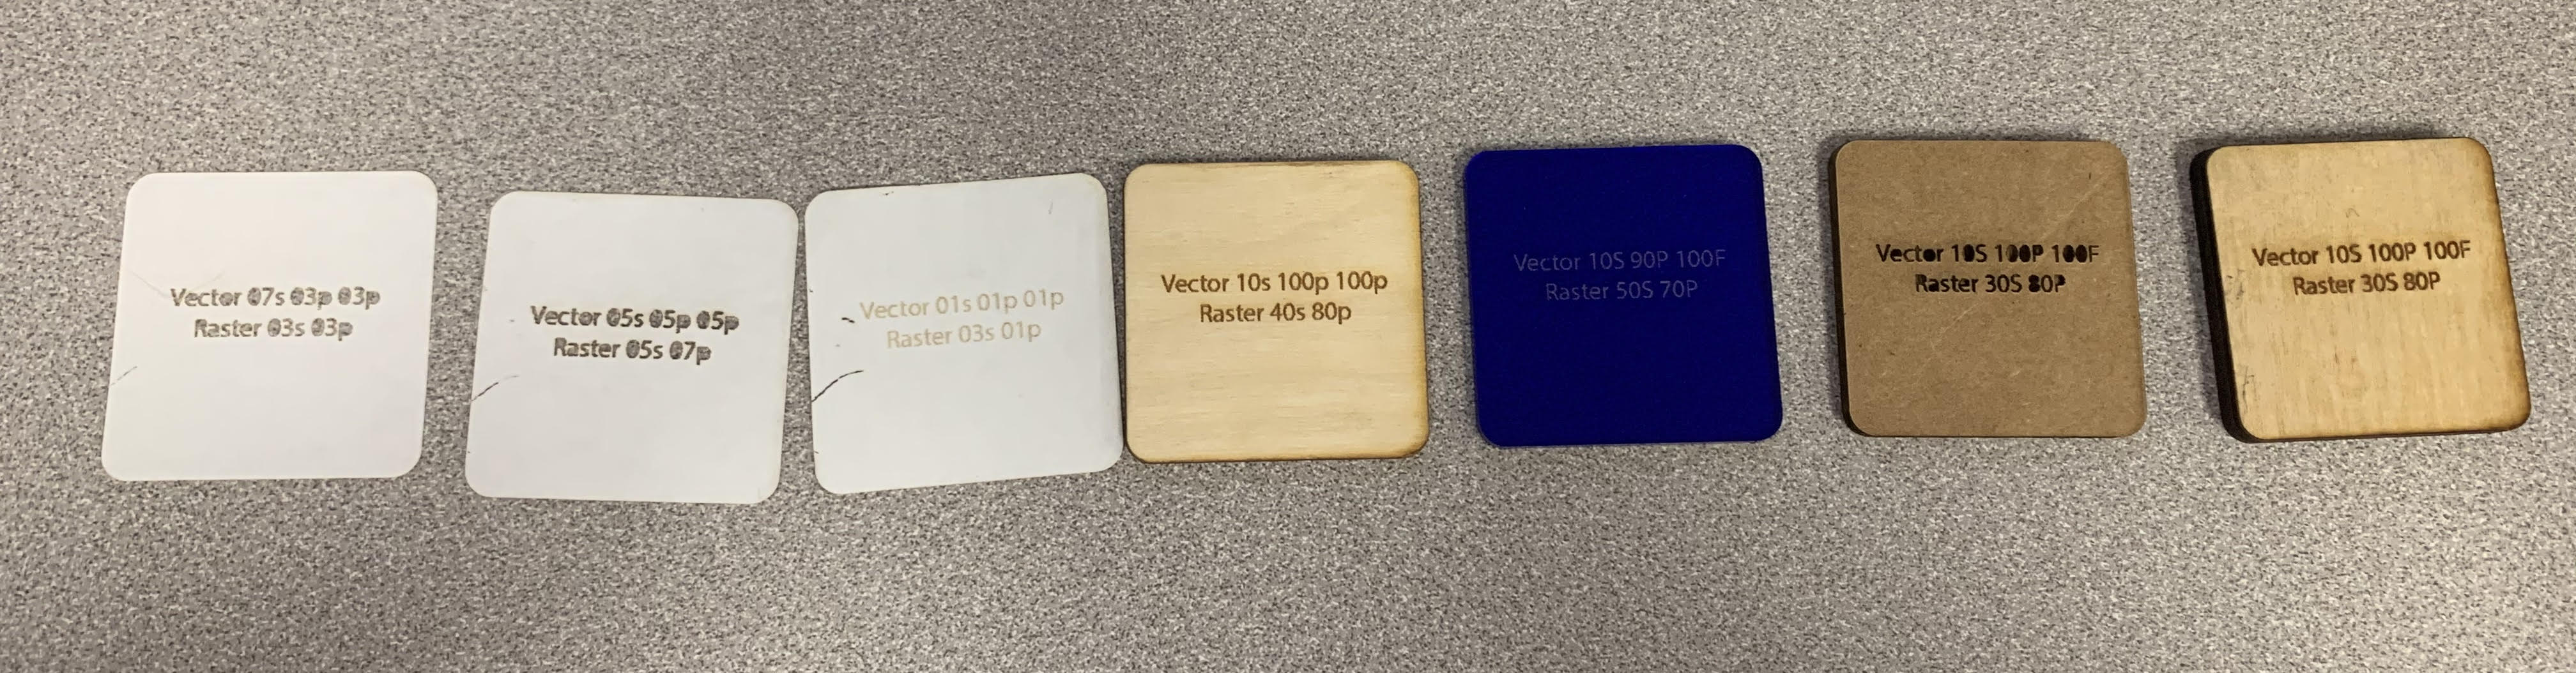 Vector 07s 03p 03p
Raster 03s 03p
Vector 05s 05p 05p
Raster 05s 07p
Vector 01s 01p 01p
Raster 03s 01p
Vector 10s 100p 100p
Raster 40s 80p
Vector 10S 90P 100F
Raster 50S 70P
Vector 10S 100P 100F
Raster 30S 80P
Vector 10S 100P 100F
Raster 30S 80P